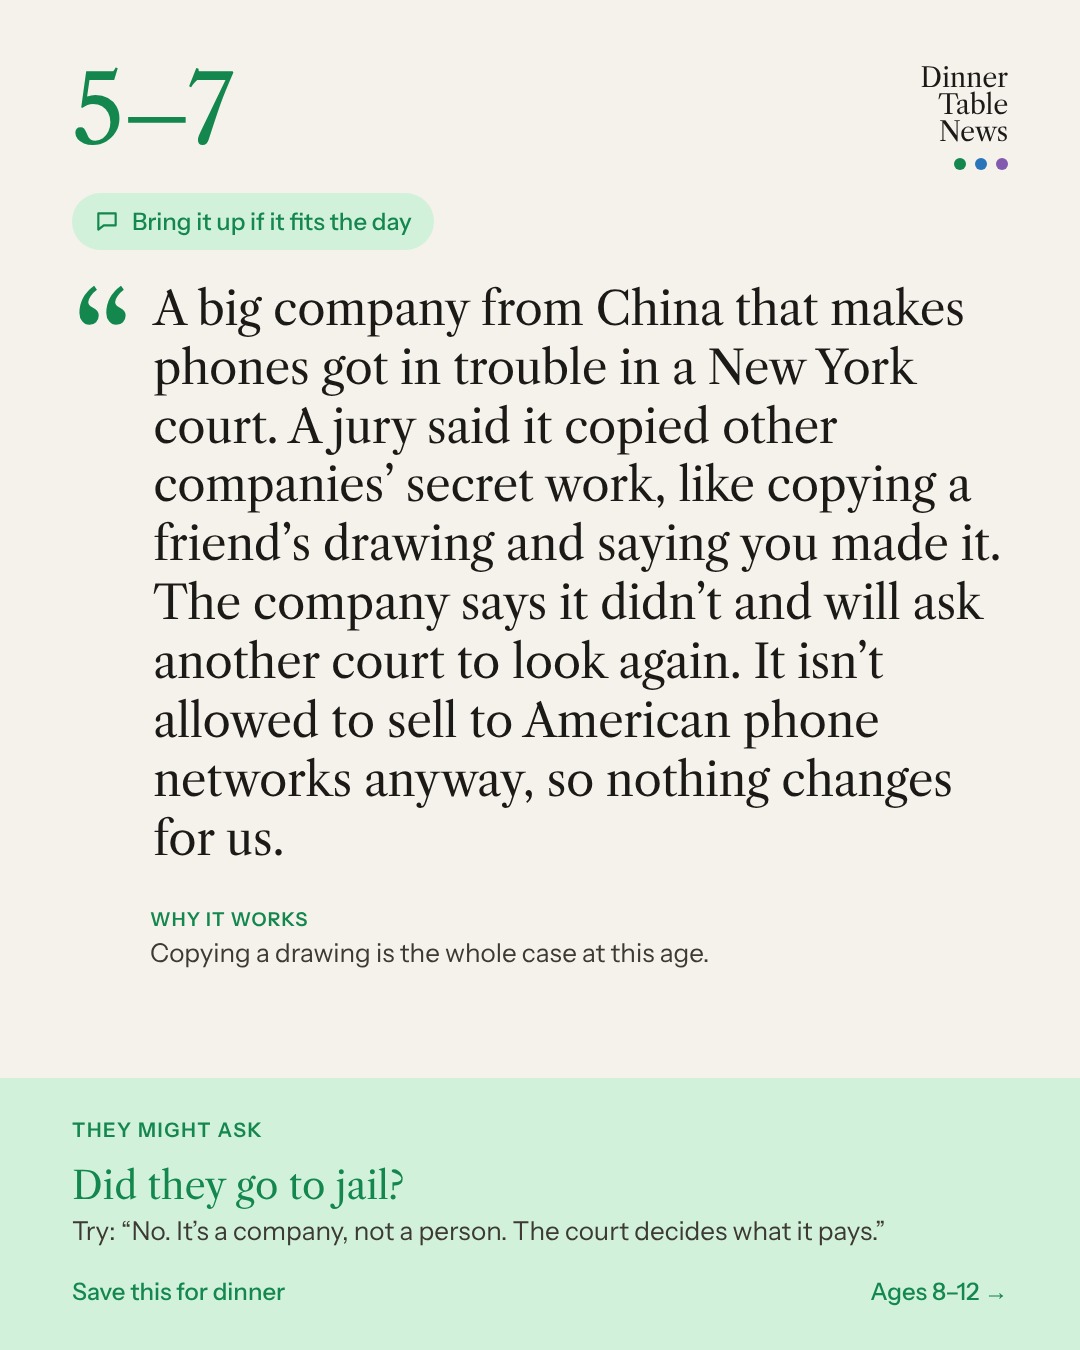 5–7
Dinner
Table
News
Bring it up if it fits the day
“ A big company from China that makes
phones got in trouble in a New York
court. A jury said it copied other
companies’ secret work, like copying a
friend’s drawing and saying you made it.
The company says it didn’t and will ask
another court to look again. It isn’t
allowed to sell to American phone
networks anyway, so nothing changes
for us.
WHY IT WORKS
Copying a drawing is the whole case at this age.
THEY MIGHT ASK
Did they go to jail?
Try: “No. It’s a company, not a person. The court decides what it pays.”
Save this for dinner
Ages 8–12 →